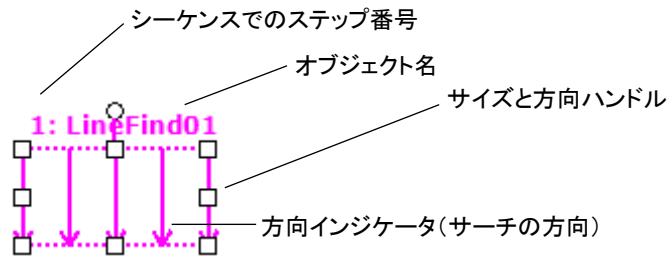 シーケンスでのステップ番号
オブジェクト名
サイズと方向ハンドル
1: LineFind01
方向インジケータ(サーチの方向)